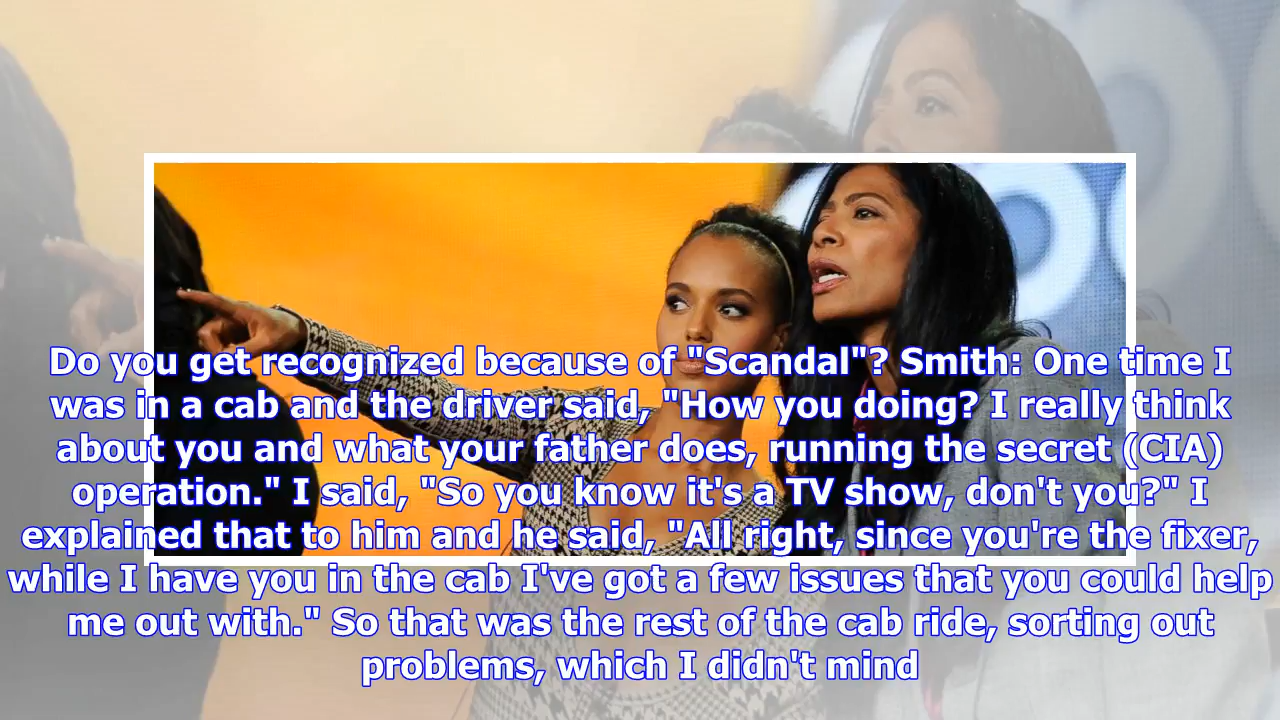 Do you get recognized because of "Scandal"? Smith: One time I
was in a cab and the driver said, "How you doing? I really think
about you and what your father does, running the secret (CIA)
operation." I said, "So you know it's a TV show, don't you?" I
explained that to him and he said, "All right, since you're the fixer,
while I have you in the cab I've got a few issues that you could help
me out with." So that was the rest of the cab ride, sorting out
problems, which I didn't mind